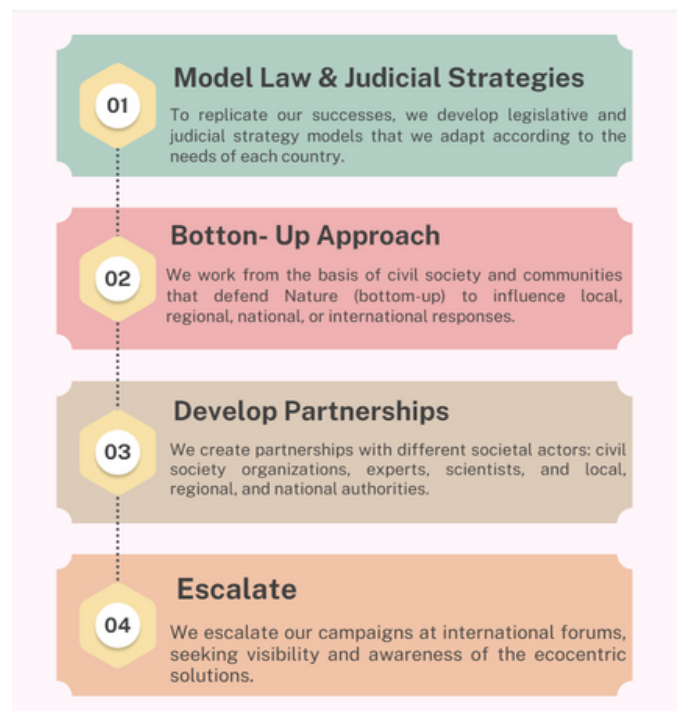 01
Model Law & Judicial Strategies
To replicate our successes, we develop legislative and
judicial strategy models that we adapt according to the
needs of each country.
02
Botton- Up Approach
We work from the basis of civil society and communities
that defend Nature (bottom-up) to influence local,
regional, national, or international responses.
03
Develop Partnerships
We create partnerships with different societal actors: civil
society organizations, experts, scientists, and local,
regional, and national authorities.
04
Escalate
We escalate our campaigns at international forums,
seeking visibility and awareness of the ecocentric
solutions.